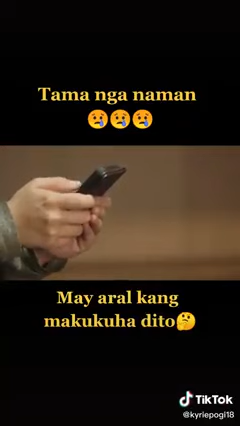 Tama nga naman
😢😢😢
May aral kang
makukuha dito🤔
TikTok
@kyriepogi18